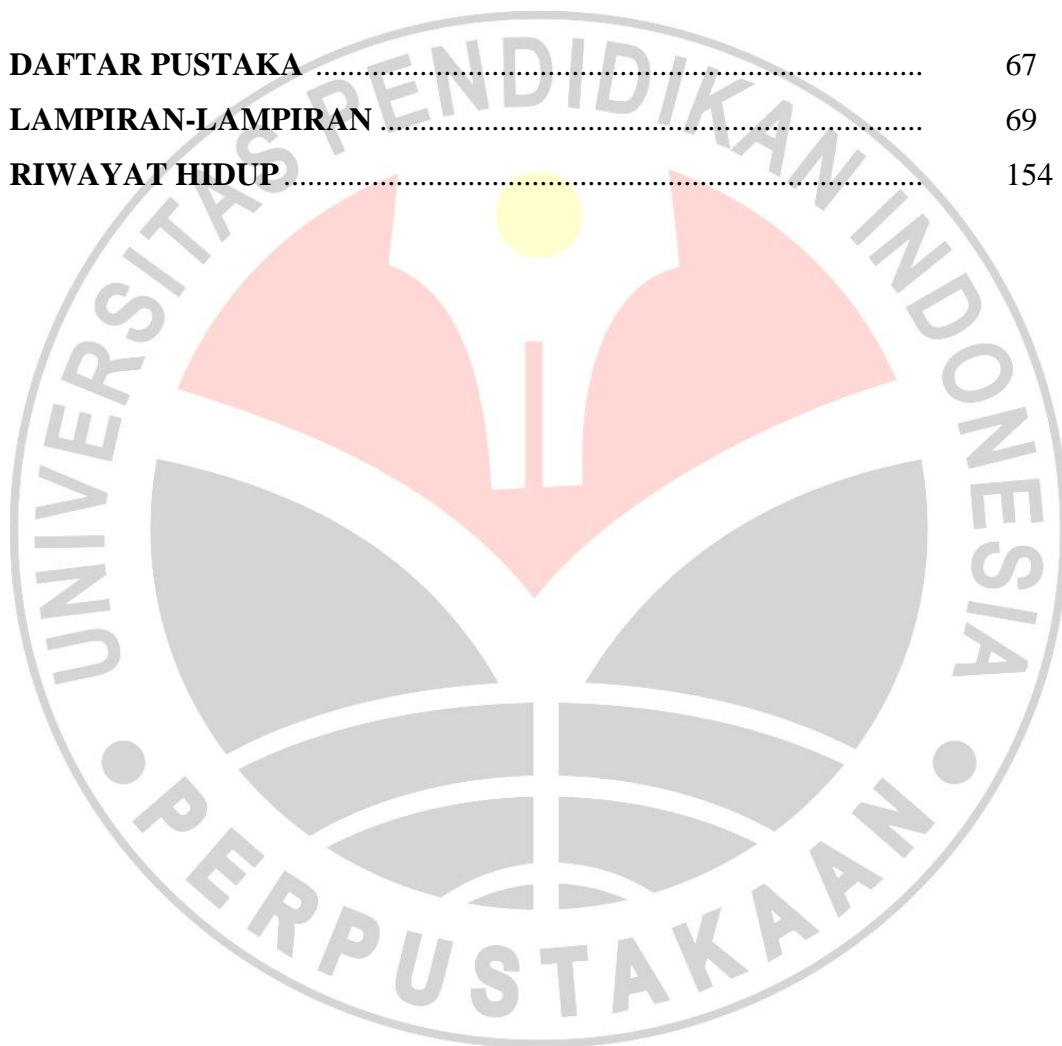 DAFTAR PUSTAKA ............................................................................ 67
LAMPIRAN-LAMPIRAN .................................................................... 69
RIWAYAT HIDUP ................................................................................ 154
UNIVERSITAS PENDIDIKAN INDONESIA
PERPUSTAKAAN